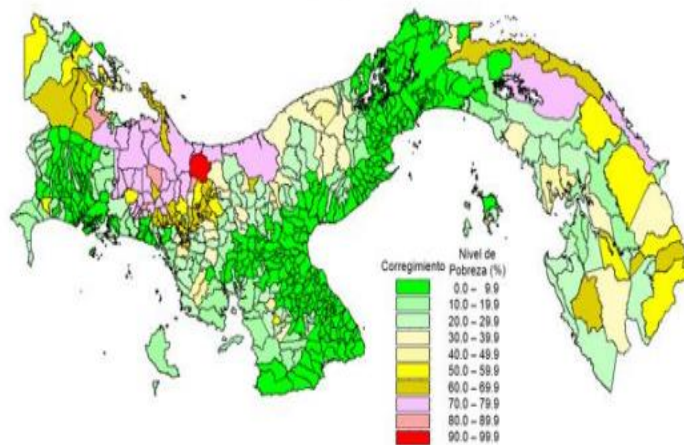 Corregimiento
Nivel de
Pobreza (%)
0.0 – 9.9
10.0 – 19.9
20.0 – 29.9
30.0 – 39.9
40.0 – 49.9
50.0 – 59.9
60.0 – 69.9
70.0 – 79.9
80.0 – 89.9
90.0 – 99.9